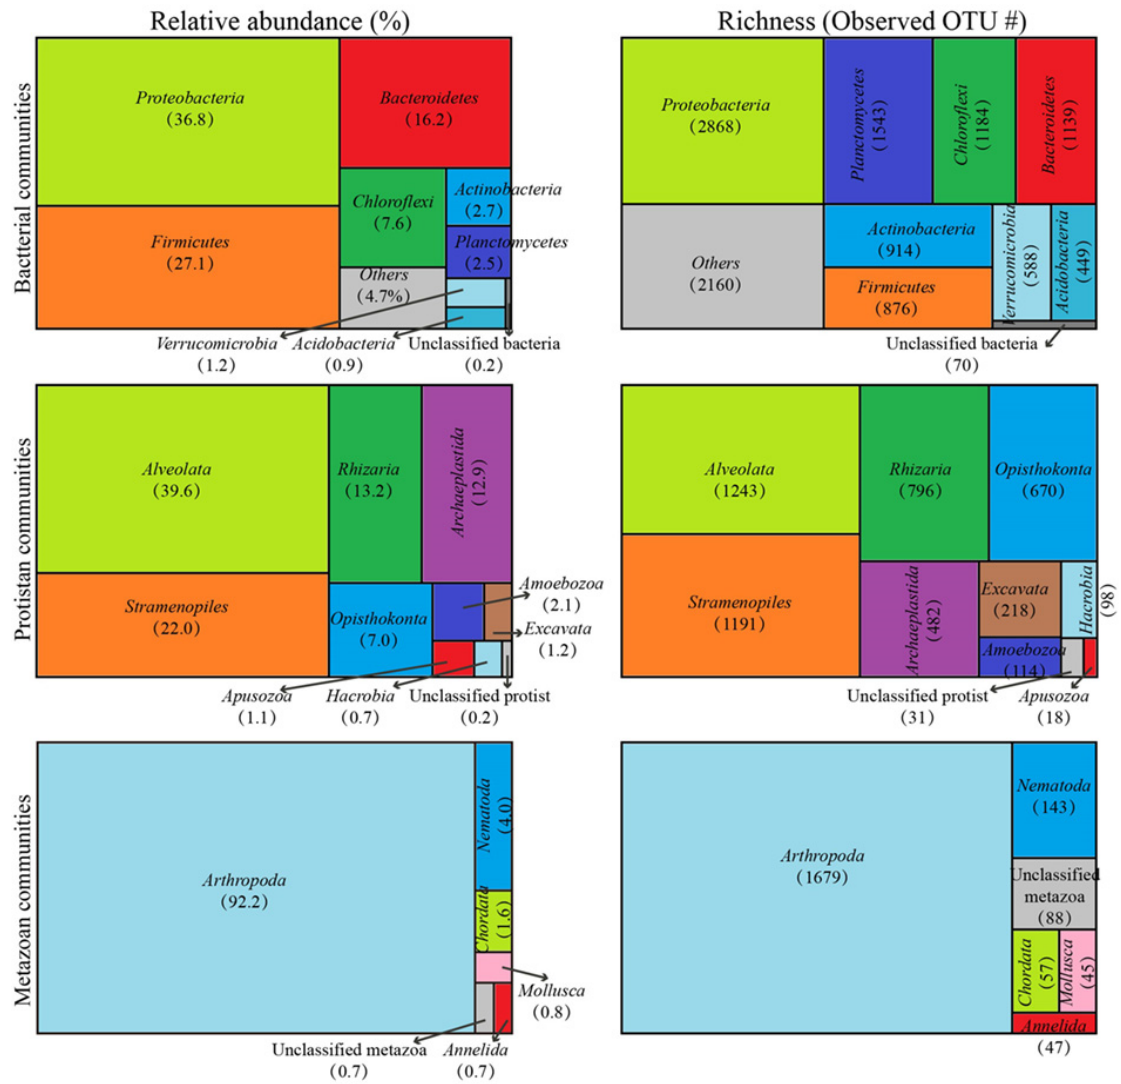 Relative abundance (%)
Richness (Observed OTU #)
Bactterial communities
Proteobacteria
(36.8)
Bacteroidetes
(16.2)
Firmicutes
(27.1)
Chloroflexi
(7.6)
Actinobacteria
(2.7)
Planctomycetes
(2.5)
Others
(4.7%)
Verrucomicrobia
(1.2)
Acidobacteria
(0.9)
Unclassified bacteria
(0.2)
Proteobacteria
(2868)
Planctomycetes
(1543)
Chloroflexi
(1184)
Bacteroidetes
(1139)
Others
(2160)
Actinobacteria
(914)
Firmicutes
(876)
Verrucomicrobia
(588)
Acidobacteria
(449)
Unclassified bacteria
(70)
Protistan communities
Alveolata
(39.6)
Rhizaria
(13.2)
Archaeplastida
(12.9)
Stramenopiles
(22.0)
Opisthokonta
(7.0)
Amoebozoa
(2.1)
Excavata
(1.2)
Apusozoa
(1.1)
Hacrobia
(0.7)
Unclassified protist
(0.2)
Alveolata
(1243)
Rhizaria
(796)
Opisthokonta
(670)
Stramenopiles
(1191)
Archaeplastida
(482)
Excavata
(218)
Hacrobia
(98)
Amoebozoa
(114)
Unclassified protist
(31)
Apusozoa
(18)
Metazoan communities
Arthropoda
(92.2)
Nematoda
(4.0)
Chordata
(1.6)
Mollusca
(0.8)
Unclassified metazoa
(0.7)
Annelida
(0.7)
Arthropoda
(1679)
Nematoda
(143)
Unclassified
metazoa
(88)
Chordata
(57)
Mollusca
(45)
Annelida
(47)